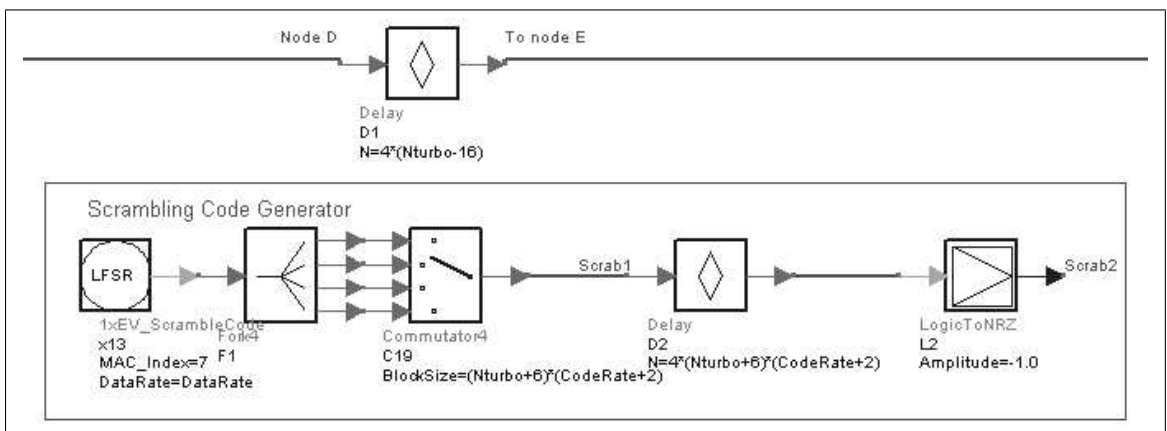 Node D
To node E
Delay
D1
N=4*(Nturbo-16)
Scrambling Code Generator
LFSR
1xEV_ScrambleCode
x13
MAC_Index=7
DataRate=DataRate
Fork4
F1
Commutator4
C19
BlockSize=(Nturbo+6)*(CodeRate+2)
Scrab1
Delay
D2
N=4*(Nturbo+6)*(CodeRate+2)
LogicToNRZ
L2
Amplitude=-1.0
Scrab2